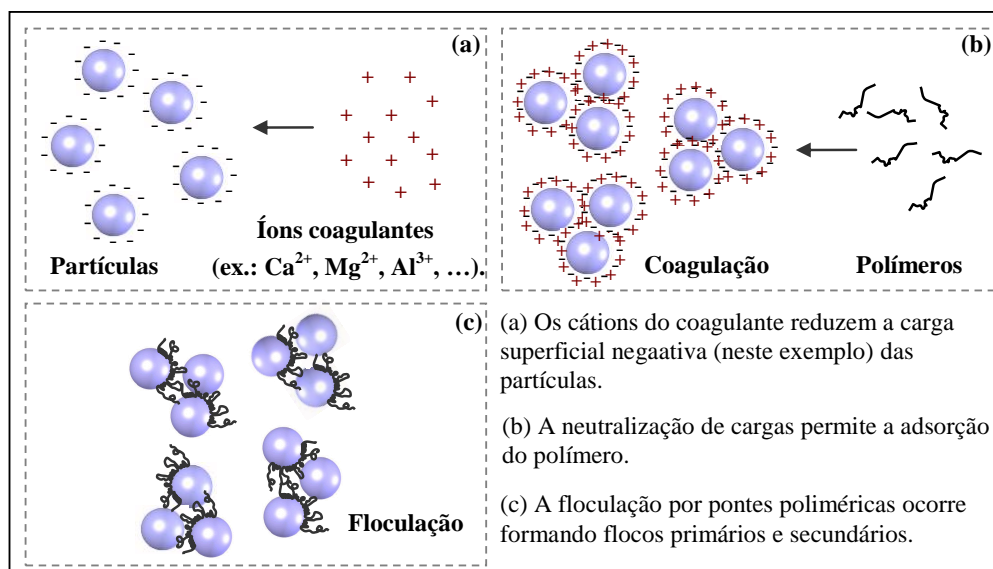 (a)
Partículas
Íons coagulantes
(ex.: Ca²⁺, Mg²⁺, Al³⁺, …).
(b)
Coagulação
Polímeros
(c)
Floculação
(a) Os cátions do coagulante reduzem a carga
superficial negaativa (neste exemplo) das
partículas.
(b) A neutralização de cargas permite a adsorção
do polímero.
(c) A floculação por pontes poliméricas ocorre
formando flocos primários e secundários.